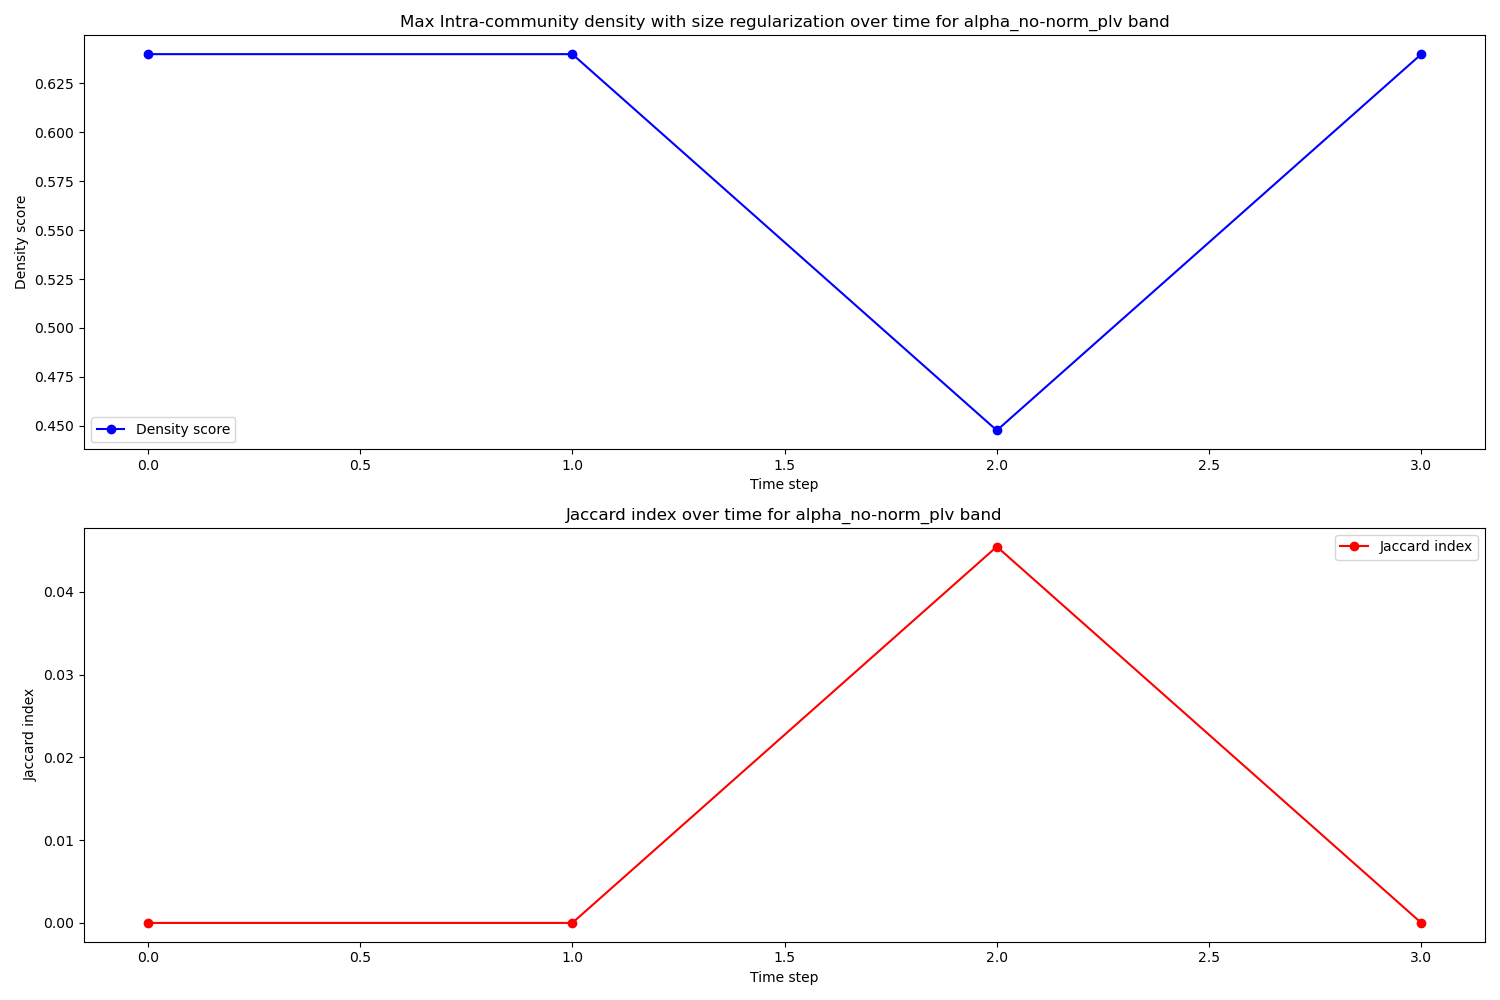 Max Intra-community density with size regularization over time for alpha_no-norm_plv band
0.625
0.600
0.575
0.550
0.525
0.500
0.475
0.450
Density score
Density score
0.0 0.5 1.0 1.5 2.0 2.5 3.0
Time step
Jaccard index over time for alpha_no-norm_plv band
Jaccard index
0.04
0.03
0.02
0.01
0.00
Jaccard index
0.0 0.5 1.0 1.5 2.0 2.5 3.0
Time step